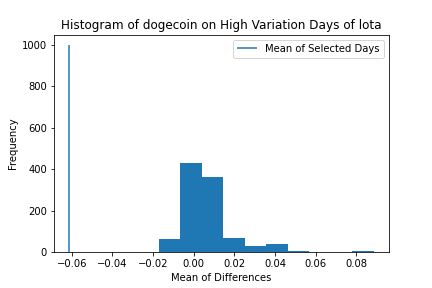 Histogram of dogecoin on High Variation Days of Iota
Mean of Selected Days
1000
800
600
400
200
0
Frequency
−0.06 −0.04 −0.02 0.00 0.02 0.04 0.06 0.08
Mean of Differences